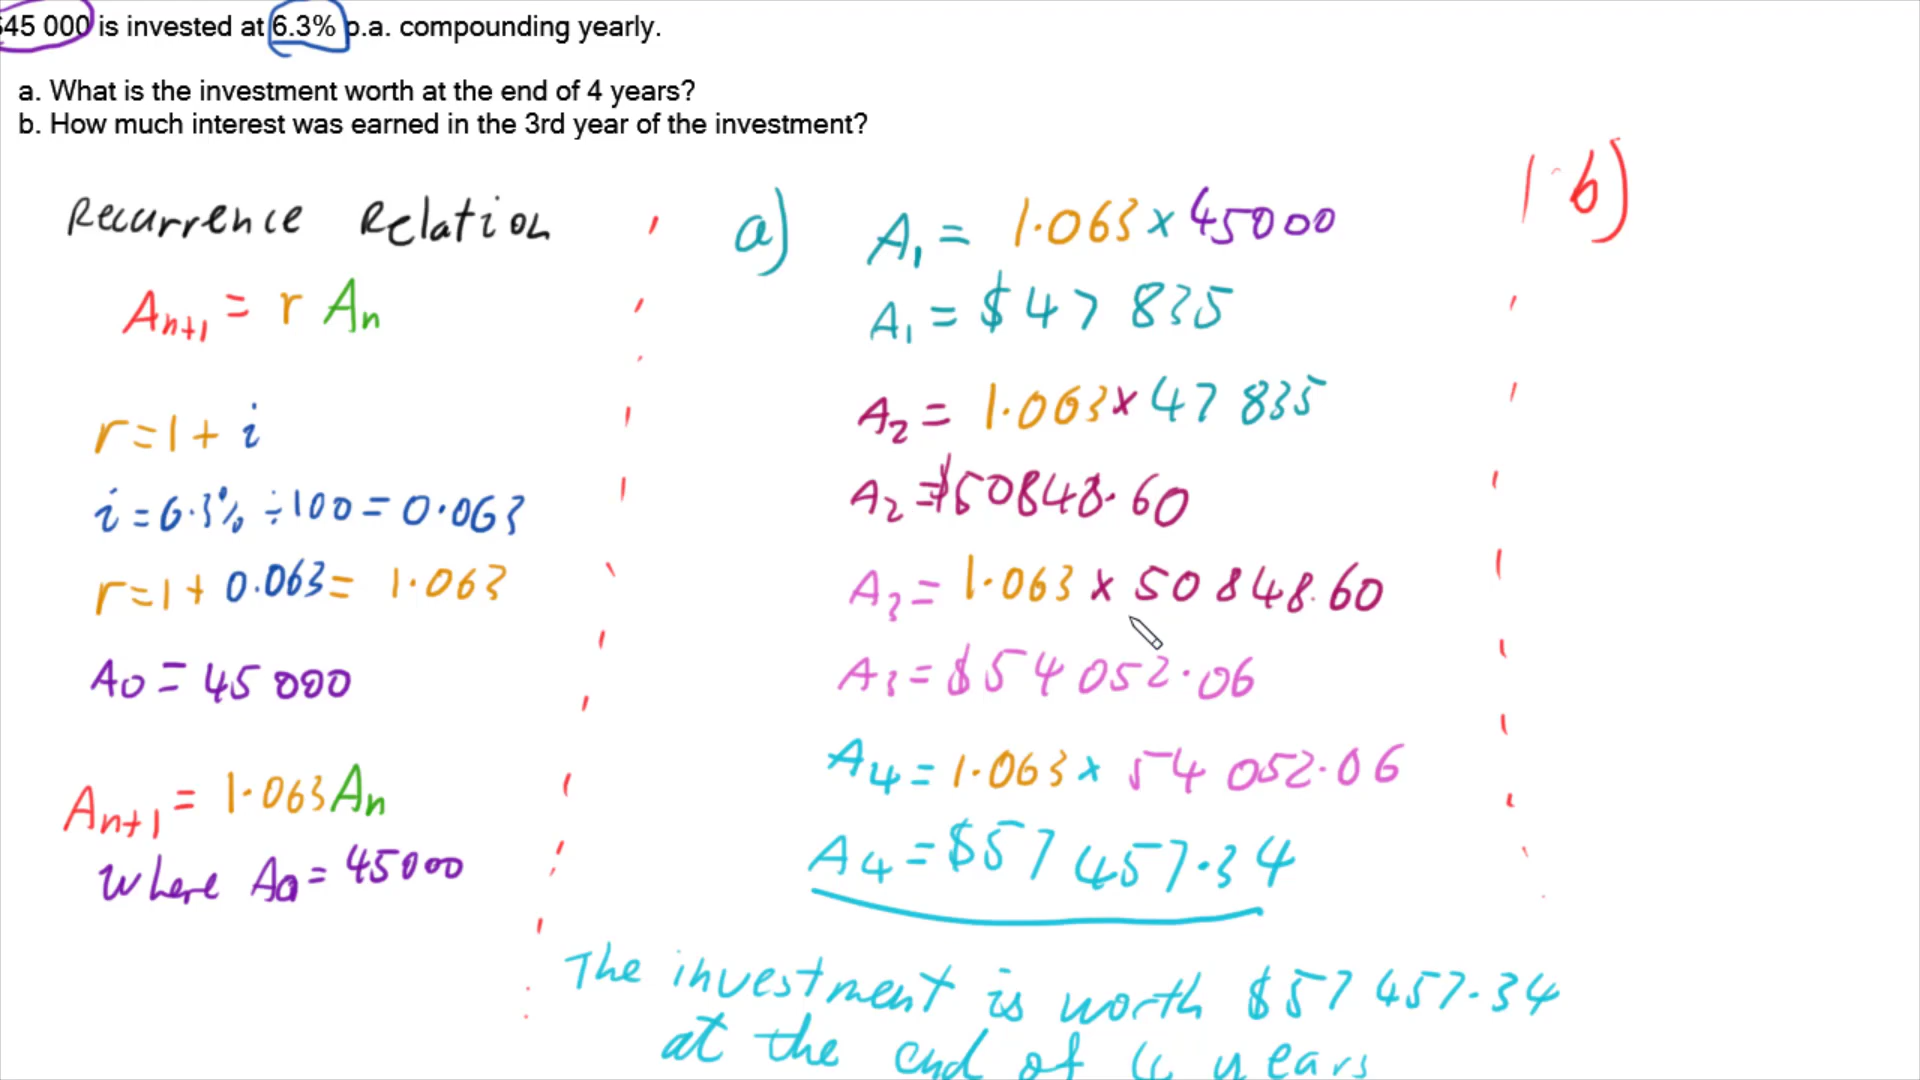 $45 000 is invested at 6.3% p.a. compounding yearly.
a. What is the investment worth at the end of 4 years?
b. How much interest was earned in the 3rd year of the investment?
Recurrence Relation
An+1 = r An
r = 1 + i
i = 6.3% ÷ 100 = 0.063
r = 1 + 0.063 = 1.063
A0 = 45 000
An+1 = 1.063An
where A0 = 45000
a) A1 = 1.063 × 45000
A1 = $47 835
A2 = 1.063 × 47 835
A2 = $50848.60
A3 = 1.063 × 50 848.60
A3 = $54 052.06
A4 = 1.063 × 54 052.06
A4 = $57 457.34
The investment is worth $57 457.34
at the end of 4 years
b)